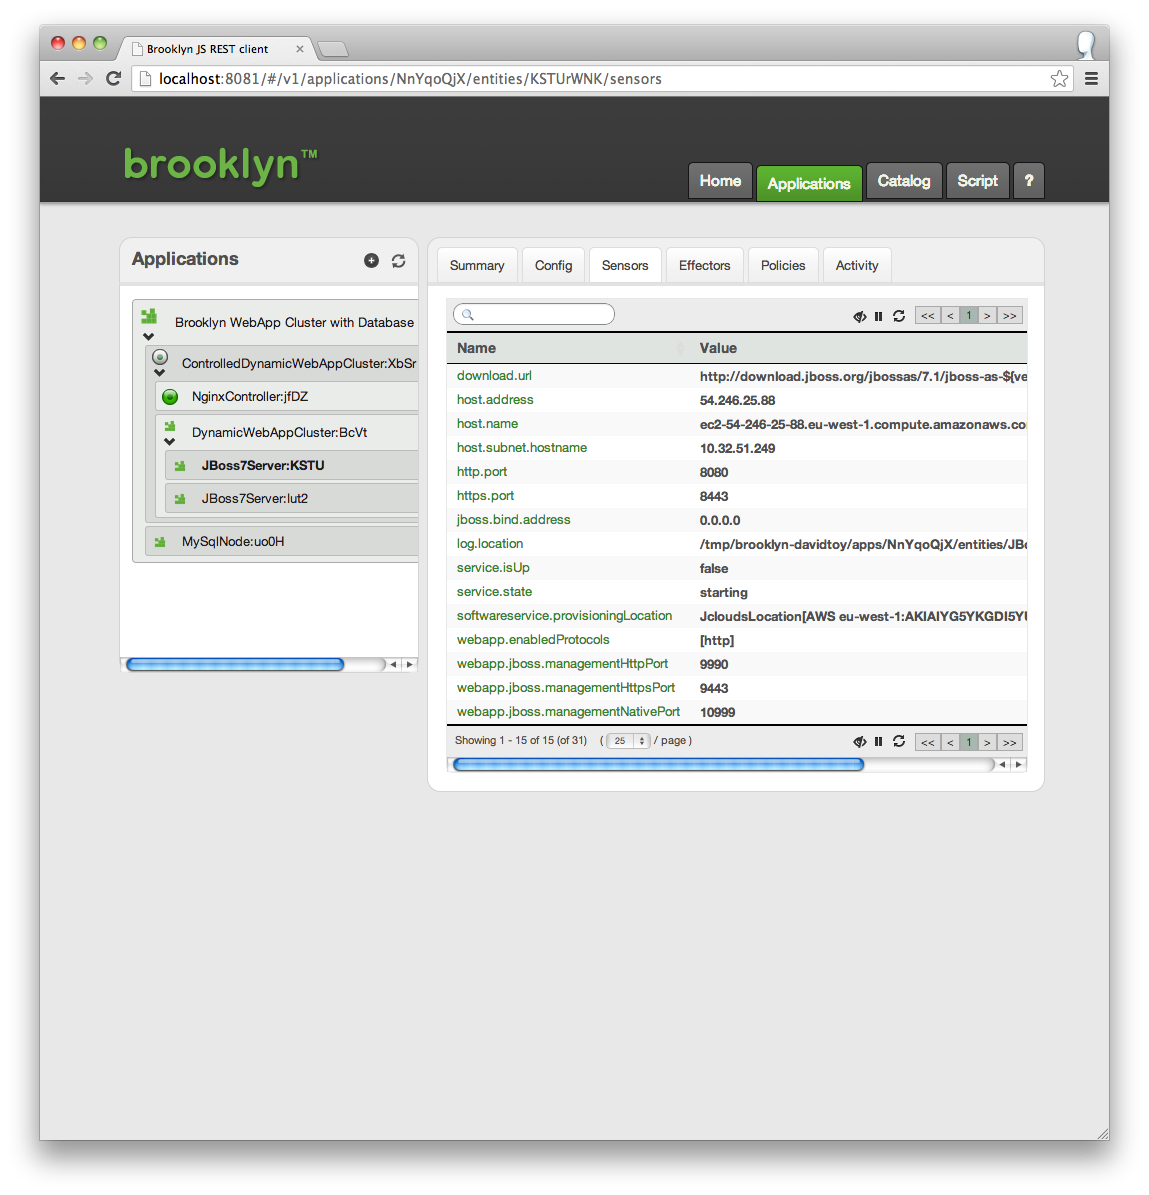 Brooklyn JS REST client
localhost:8081/#/v1/applications/NnYqoQjX/entities/KSTUrWNK/sensors
brooklyn™
Home
Applications
Catalog
Script
?
Applications
Brooklyn WebApp Cluster with Database
ControlledDynamicWebAppCluster:XbSr
NginxController:jfDZ
DynamicWebAppCluster:BcVt
JBoss7Server:KSTU
JBoss7Server:Iut2
MySqlNode:uo0H
Summary
Config
Sensors
Effectors
Policies
Activity
<< < 1 > >>
Name Value
download.url http://download.jboss.org/jbossas/7.1/jboss-as-${ve
host.address 54.246.25.88
host.name ec2-54-246-25-88.eu-west-1.compute.amazonaws.co
host.subnet.hostname 10.32.51.249
http.port 8080
https.port 8443
jboss.bind.address 0.0.0.0
log.location /tmp/brooklyn-davidtoy/apps/NnYqoQjX/entities/JBo
service.isUp false
service.state starting
softwareservice.provisioningLocation JcloudsLocation[AWS eu-west-1:AKIAIYG5YKGDI5YU
webapp.enabledProtocols [http]
webapp.jboss.managementHttpPort 9990
webapp.jboss.managementHttpsPort 9443
webapp.jboss.managementNativePort 10999
Showing 1 - 15 of 15 (of 31) ( 25 / page ) << < 1 > >>